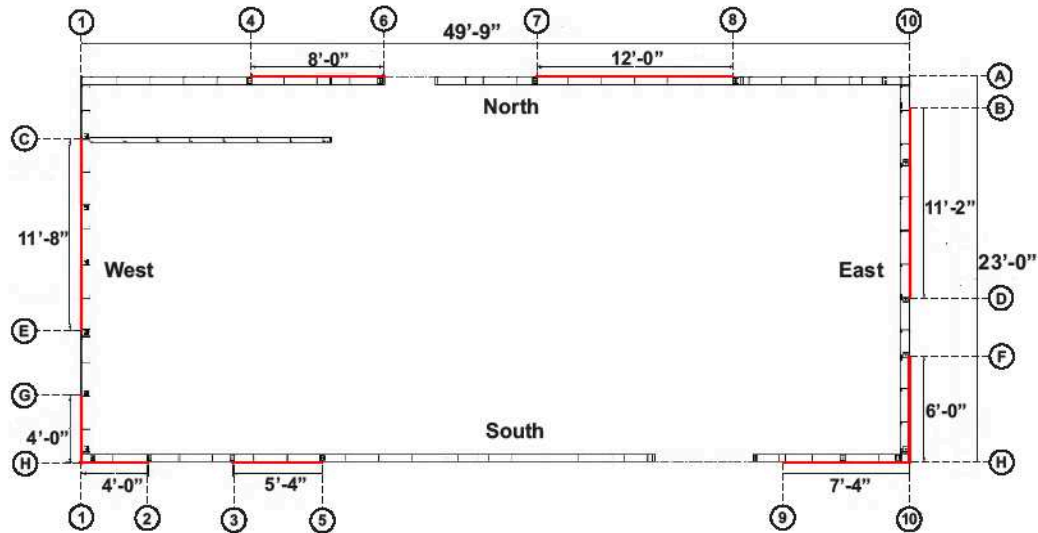 1 4 6 7 8 10
49’-9”
8’-0” 12’-0”
A
North
B
C
11’-2”
11’-8”
West East
23’-0”
D
E
F
G
6’-0”
4’-0”
South
H H
4’-0” 5’-4” 7’-4”
1 2 3 5 9 10